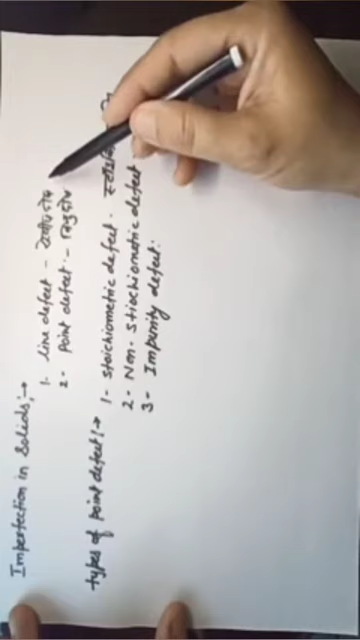 Imperfection in Solids:→
1. line defect -
2. Point defect -
types of point defect:→
1- Stoichiometric defect.
2- Non-Stiochiometric defect
3- Impurity defect.